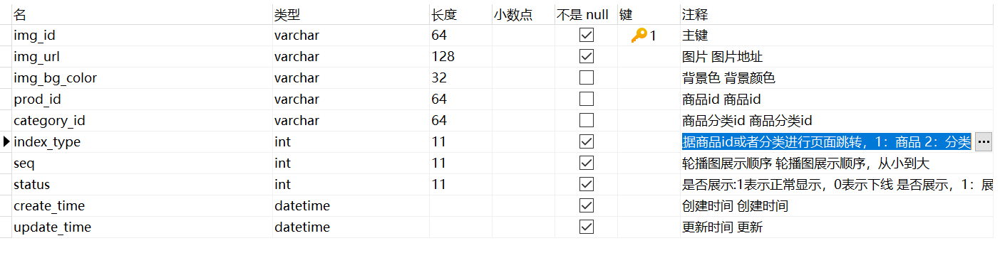 名 类型 长度 小数点 不是 null 键 注释
img_id varchar 64 1 主键
img_url varchar 128 图片 图片地址
img_bg_color varchar 32 背景色 背景颜色
prod_id varchar 64 商品id 商品id
category_id varchar 64 商品分类id 商品分类id
index_type int 11 据商品id或者分类进行页面跳转，1：商品 2：分类 ...
seq int 11 轮播图展示顺序 轮播图展示顺序，从小到大
status int 11 是否展示:1表示正常显示，0表示下线 是否展示，1：展
create_time datetime 创建时间 创建时间
update_time datetime 更新时间 更新